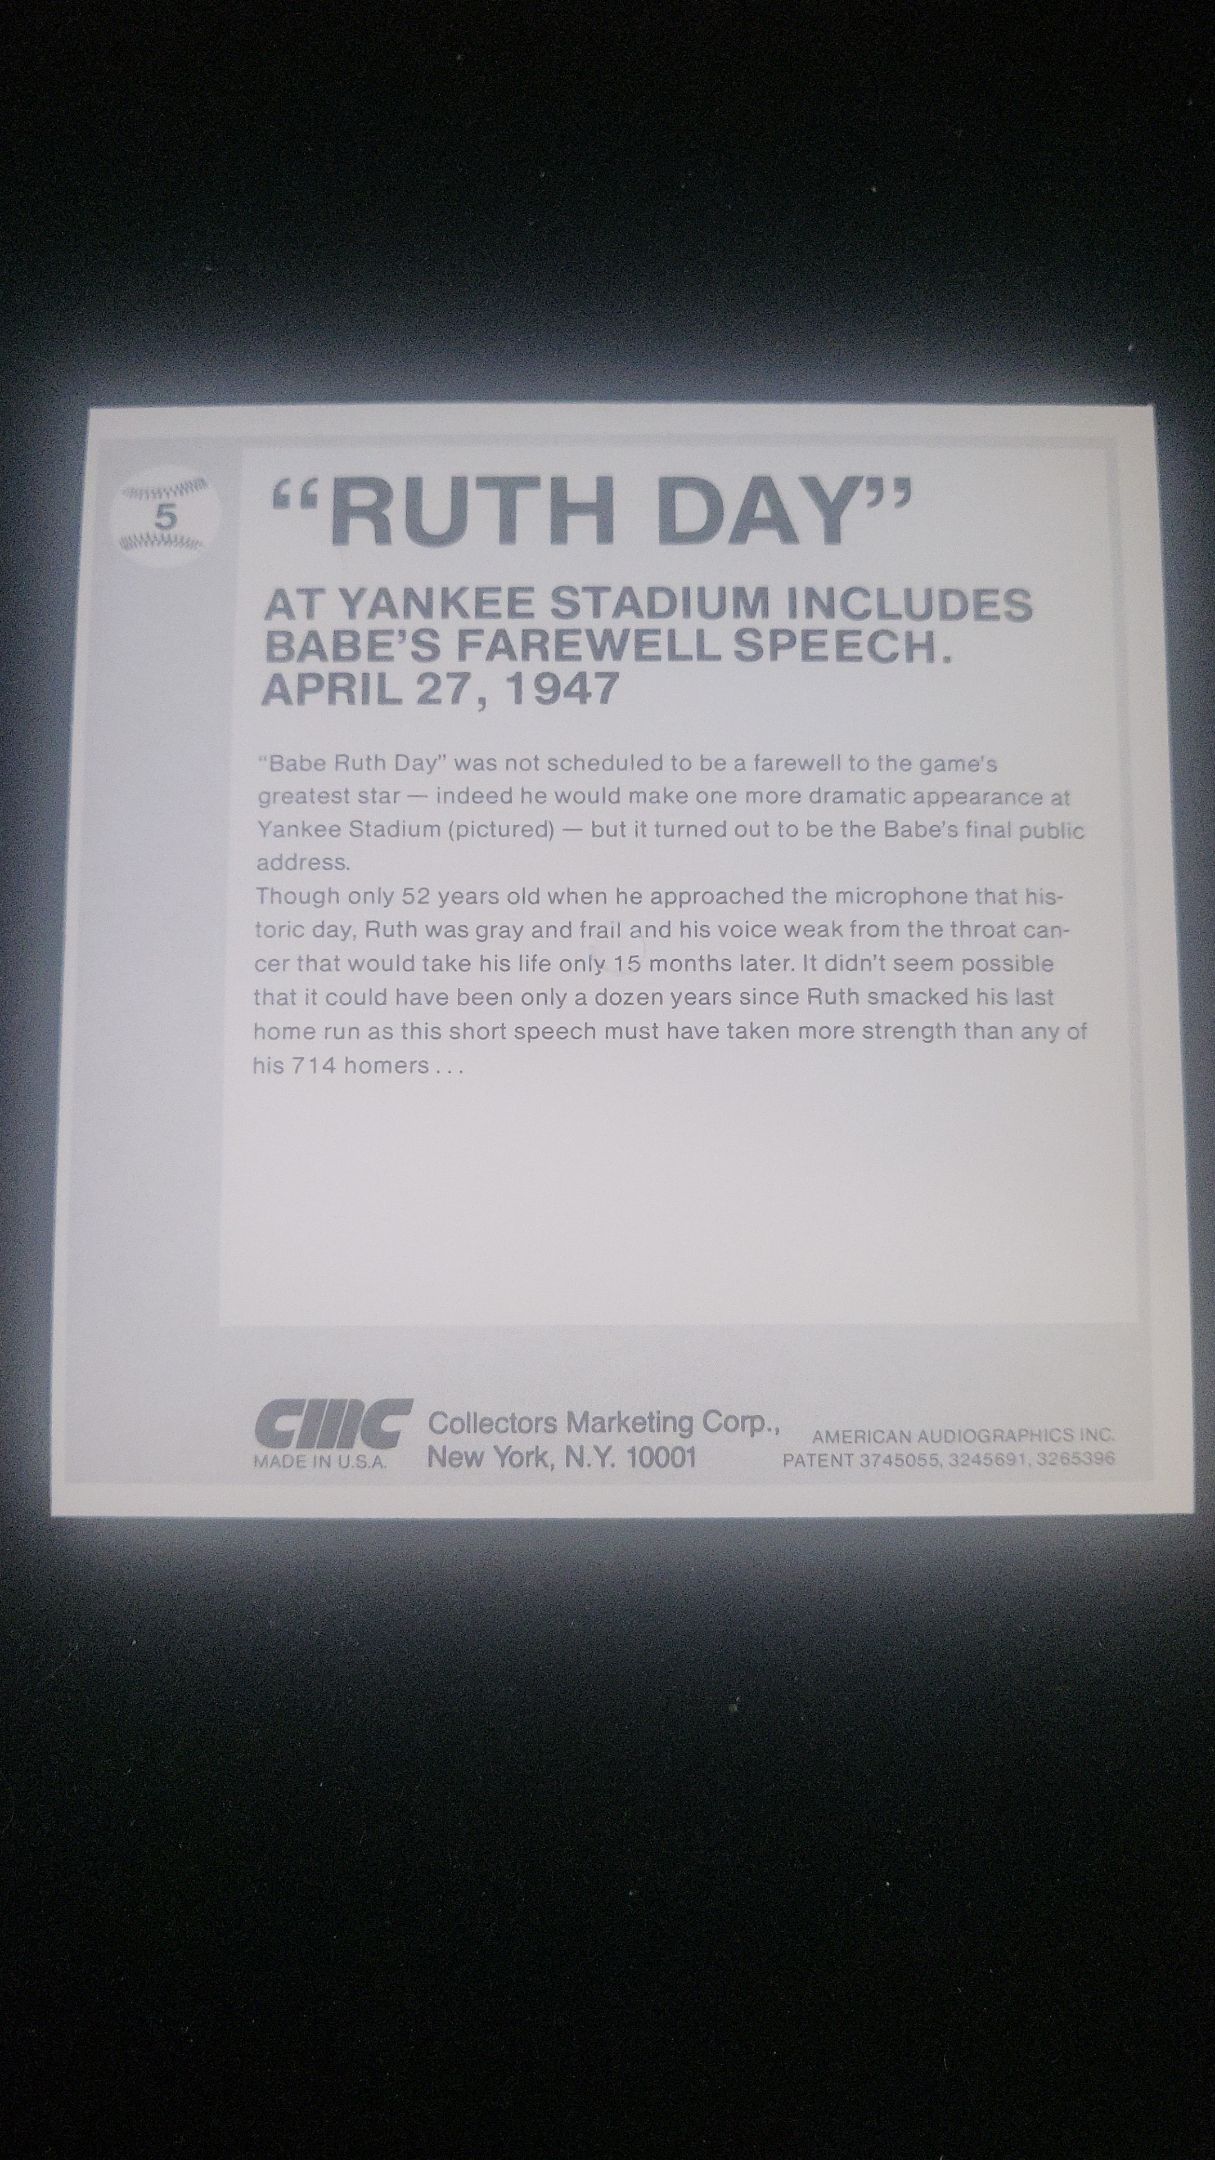 5
“RUTH DAY”
AT YANKEE STADIUM INCLUDES
BABE’S FAREWELL SPEECH.
APRIL 27, 1947
“Babe Ruth Day” was not scheduled to be a farewell to the game’s
greatest star — indeed he would make one more dramatic appearance at
Yankee Stadium (pictured) — but it turned out to be the Babe’s final public
address.
Though only 52 years old when he approached the microphone that his-
toric day, Ruth was gray and frail and his voice weak from the throat can-
cer that would take his life only 15 months later. It didn’t seem possible
that it could have been only a dozen years since Ruth smacked his last
home run as this short speech must have taken more strength than any of
his 714 homers . . .
CMC
MADE IN U.S.A.
Collectors Marketing Corp.,
New York, N.Y. 10001
AMERICAN AUDIOGRAPHICS INC.
PATENT 3745055, 3245691, 3265396